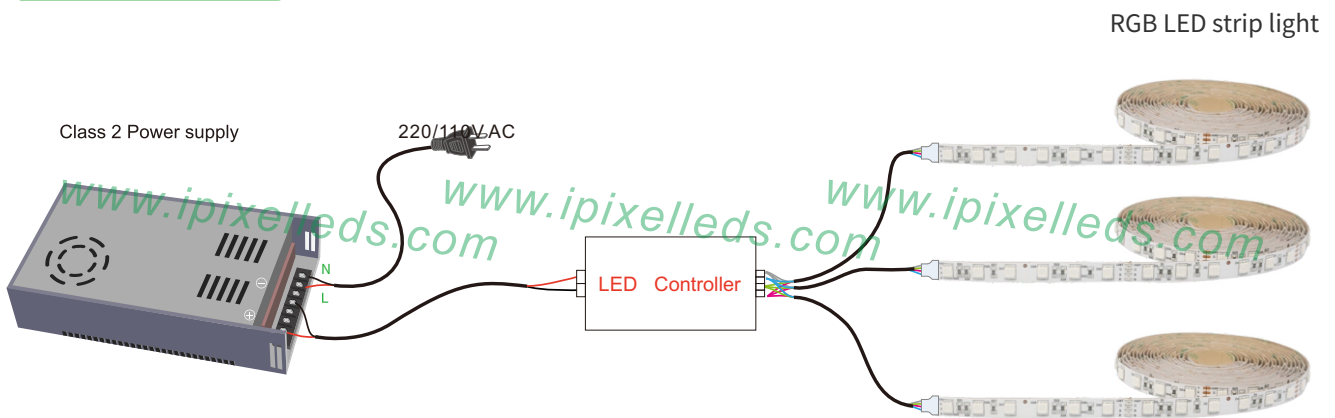 RGB LED strip light
Class 2 Power supply
220/110V AC
www.ipixelleds.com
www.ipixelleds.com
www.ipixelleds.com
N
L
LED Controller